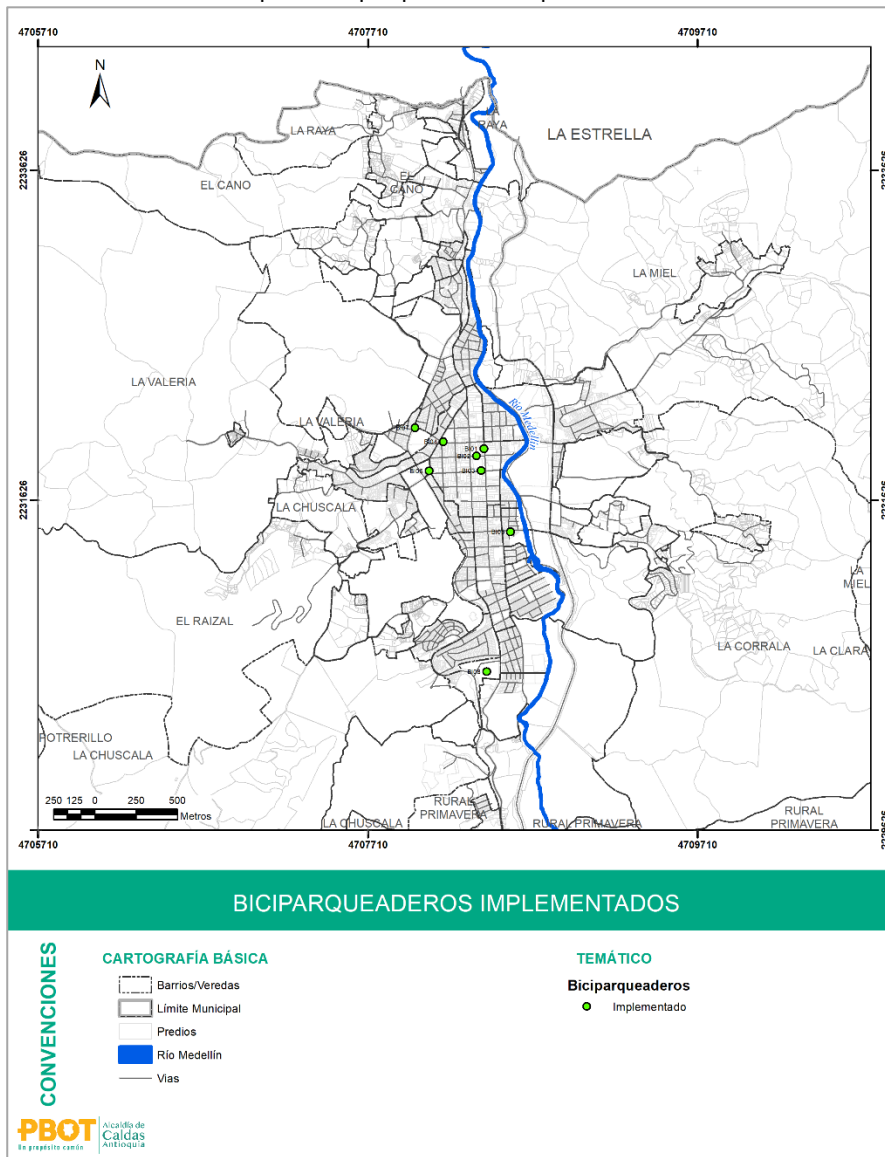 4705710
4707710
4709710
N
LA RAYA
LA RAYA
LA ESTRELLA
2233626
EL CANO
EL CANO
LA MIEL
LA VALERIA
LA VALERIA
Río Medellín
BI01
2231626
2231626
LA CHUSCALA
LA MIEL
EL RAIZAL
LA CORRALA
LA CLARA
POTRERILLO
LA CHUSCALA
250 125 0 250 500
Metros
RURAL PRIMAVERA
LA CHUSCALA
RURAL PRIMAVERA
RURAL PRIMAVERA
4705710
4707710
4709710
BICIPARQUEADEROS IMPLEMENTADOS
CONVENCIONES
CARTOGRAFÍA BÁSICA
Barrios/Veredas
Límite Municipal
Predios
Río Medellín
Vias
TEMÁTICO
Biciparqueaderos
Implementado
PBOT
Un propósito común
Alcaldía de
Caldas
Antioquia